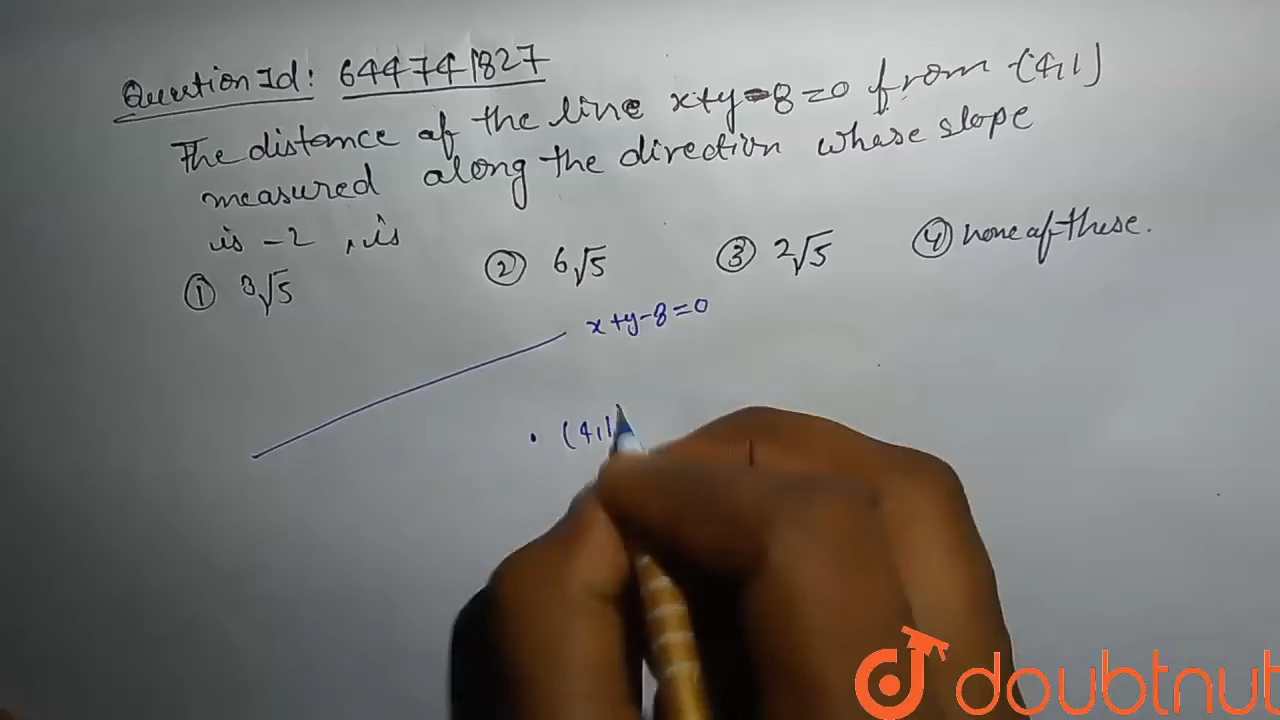 Question Id: 644741827
The distance of the line x+y-8=0 from (4,1)
measured along the direction whose slope
is -2, is
① 3√5 ② 6√5 ③ 2√5 ④ none of these.
x+y-8=0
(4,1
doubtnut